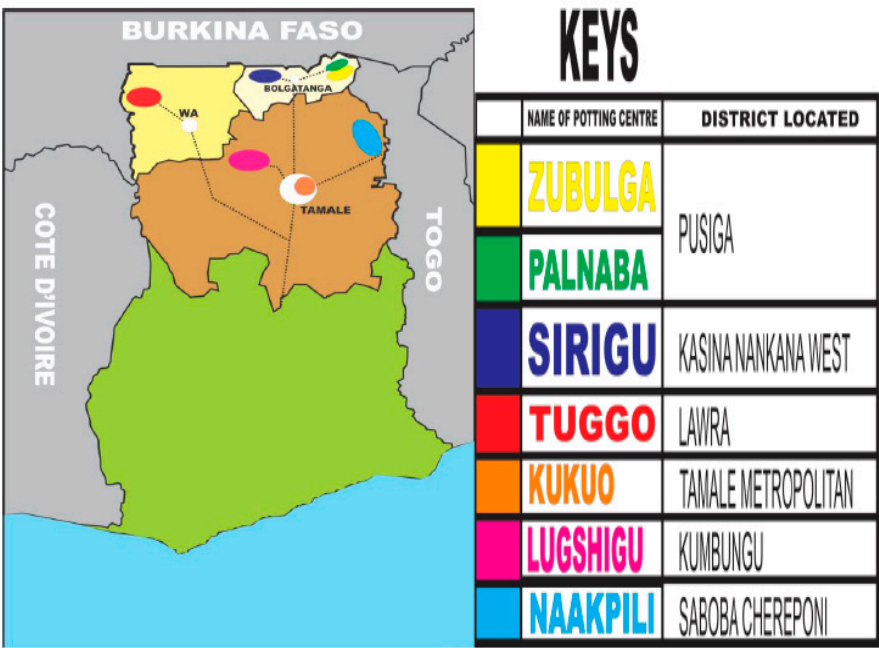 BURKINA FASO
BOLGATANGA
WA
TAMALE
COTE D'IVOIRE
TOGO
KEYS
NAME OF POTTING CENTRE DISTRICT LOCATED
ZUBULGA
PUSIGA
PALNABA
SIRIGU KASINA NANKANA WEST
TUGGO LAWRA
KUKUO TAMALE METROPOLITAN
LUGSHIGU KUMBUNGU
NAAKPILI SABOBA CHEREPONI